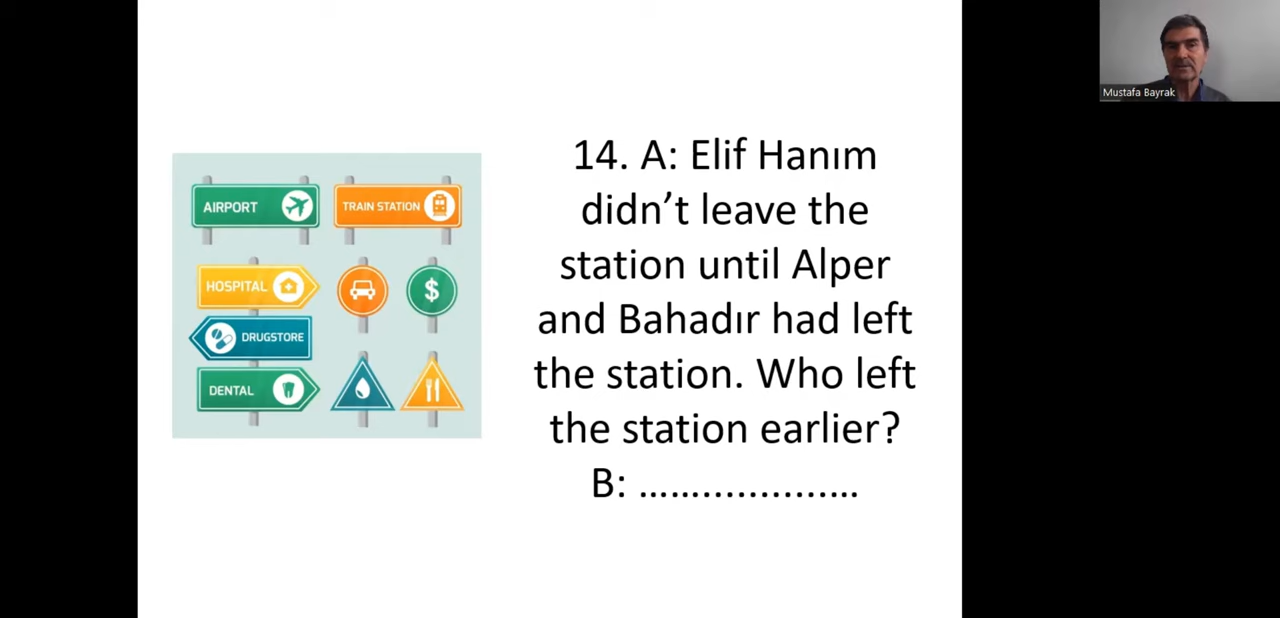 Mustafa Bayrak
AIRPORT
TRAIN STATION
HOSPITAL
$
DRUGSTORE
DENTAL
14. A: Elif Hanım
didn’t leave the
station until Alper
and Bahadır had left
the station. Who left
the station earlier?
B: ……...............…